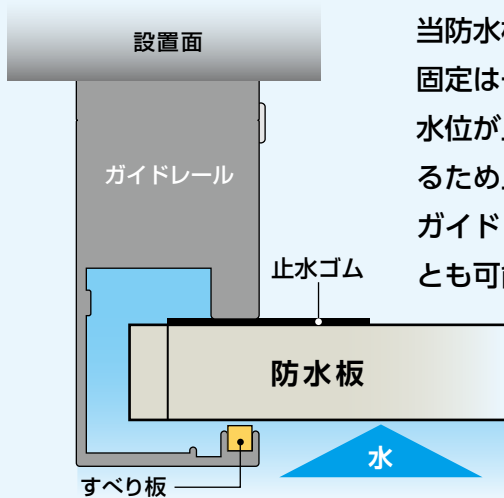 設置面
ガイドレール
止水ゴム
防水板
水
すべり板
当防水
固定は
水位が
るため
ガイド
とも可